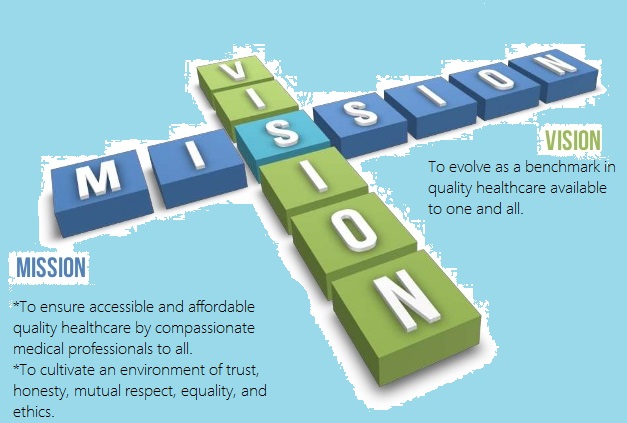 VISION
MISSION
VISION
To evolve as a benchmark in
quality healthcare available
to one and all.
MISSION
*To ensure accessible and affordable
quality healthcare by compassionate
medical professionals to all.
*To cultivate an environment of trust,
honesty, mutual respect, equality, and
ethics.